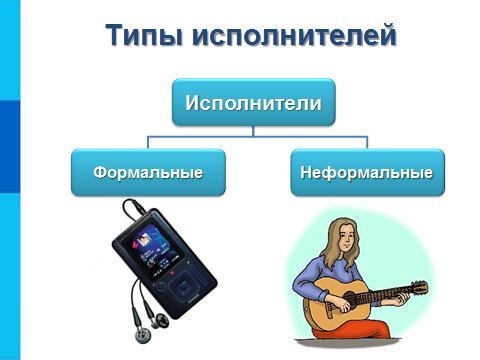 Типы исполнителей
Исполнители
Формальные
Неформальные